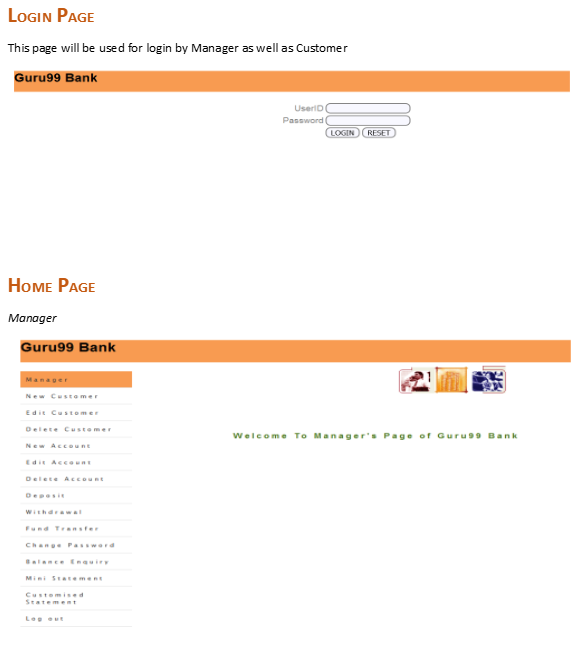 LOGIN PAGE
This page will be used for login by Manager as well as Customer
Guru99 Bank
UserID
Password
LOGIN RESET
HOME PAGE
Manager
Guru99 Bank
Manager
New Customer
Edit Customer
Delete Customer
Welcome To Manager's Page of Guru99 Bank
New Account
Edit Account
Delete Account
Deposit
Withdrawal
Fund Transfer
Change Password
Balance Enquiry
Mini Statement
Customised
Statement
Log out